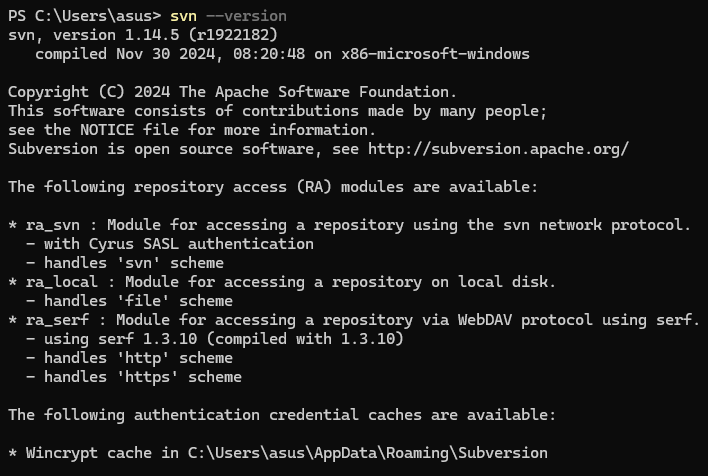 PS C:\Users\asus> svn --version
svn, version 1.14.5 (r1922182)
   compiled Nov 30 2024, 08:20:48 on x86-microsoft-windows

Copyright (C) 2024 The Apache Software Foundation.
This software consists of contributions made by many people;
see the NOTICE file for more information.
Subversion is open source software, see http://subversion.apache.org/

The following repository access (RA) modules are available:

* ra_svn : Module for accessing a repository using the svn network protocol.
  - with Cyrus SASL authentication
  - handles 'svn' scheme
* ra_local : Module for accessing a repository on local disk.
  - handles 'file' scheme
* ra_serf : Module for accessing a repository via WebDAV protocol using serf.
  - using serf 1.3.10 (compiled with 1.3.10)
  - handles 'http' scheme
  - handles 'https' scheme

The following authentication credential caches are available:

* Wincrypt cache in C:\Users\asus\AppData\Roaming\Subversion